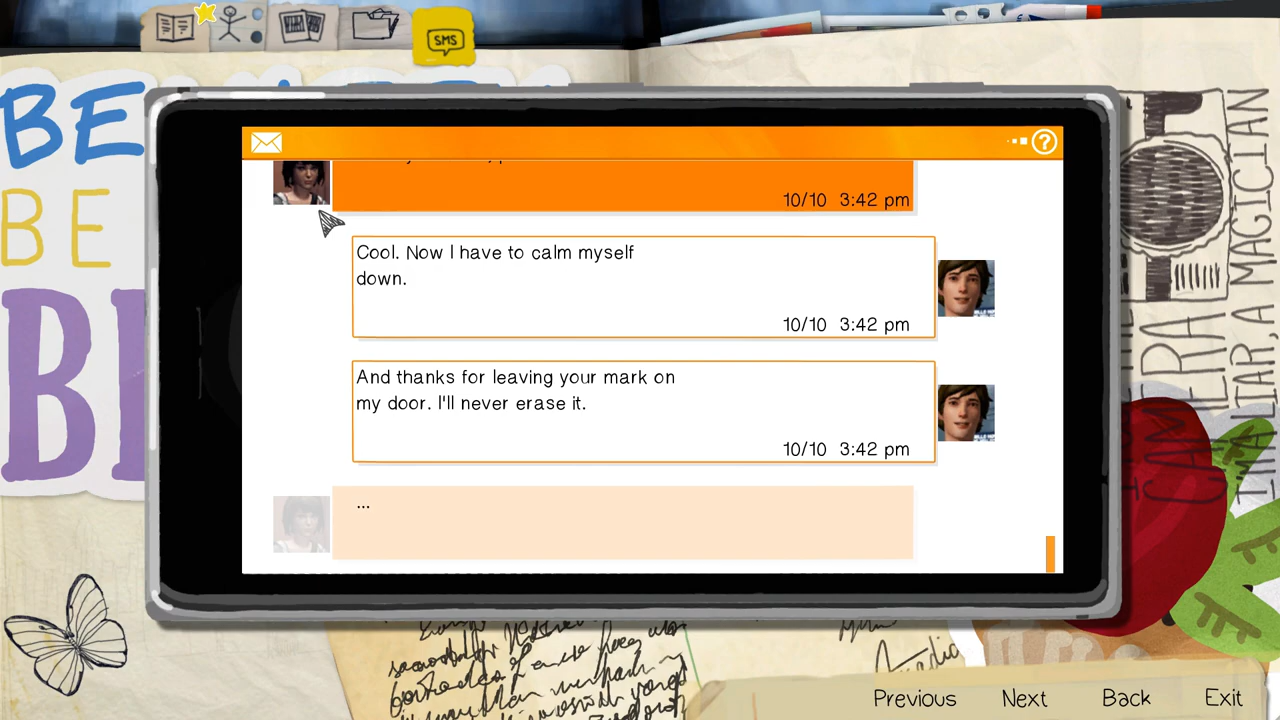 SMS
BE
BE
10/10 3:42 pm
Cool. Now I have to calm myself
down.
10/10 3:42 pm
And thanks for leaving your mark on
my door. I'll never erase it.
10/10 3:42 pm
...
CAMERA
I'M A LIAR, A MAGICIAN
Previous
Next
Back
Exit